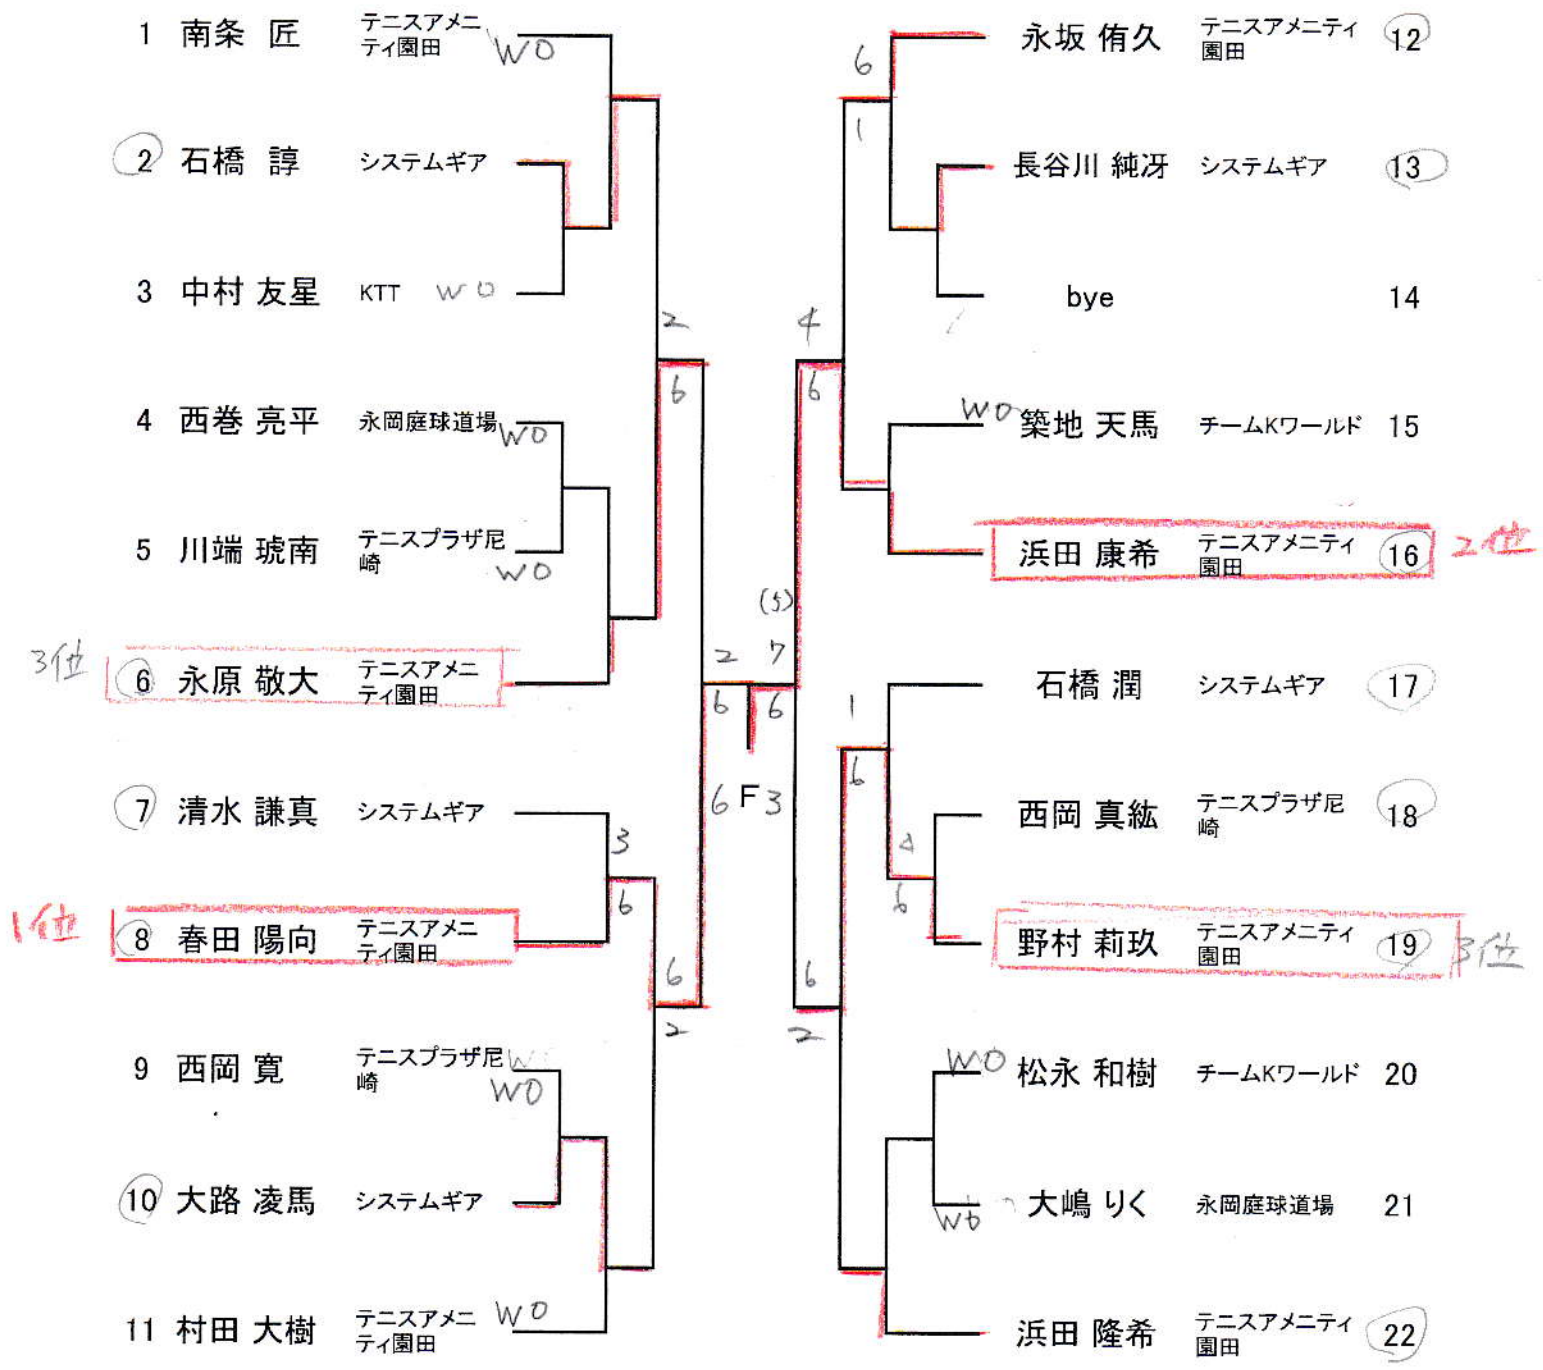 1 南条 匠 テニスアメニ
ティ園田 WO
2 石橋 諄 システムギア
3 中村 友星 KTT WO
2
6
4 西巻 亮平 永岡庭球道場 WO
5 川端 琥南 テニスプラザ尼
崎 WO
3位 6 永原 敬大 テニスアメニ
ティ園田
2
6
7 清水 謙真 システムギア
3
6
1位 8 春田 陽向 テニスアメニ
ティ園田
6
2
9 西岡 寛 テニスプラザ尼
崎 WO
10 大路 凌馬 システムギア
11 村田 大樹 テニスアメニ
ティ園田 WO
6 F 3
永坂 侑久 テニスアメニティ
園田 12
6
1
長谷川 純冴 システムギア 13
bye 14
4
6
WO 築地 天馬 チームKワールド 15
浜田 康希 テニスアメニティ
園田 16 2位
(5)
7
6
石橋 潤 システムギア 17
1
6
西岡 真紘 テニスプラザ尼
崎 18
4
6
野村 莉玖 テニスアメニティ
園田 19 3位
6
2
WO 松永 和樹 チームKワールド 20
WO 大嶋 りく 永岡庭球道場 21
浜田 隆希 テニスアメニティ
園田 22